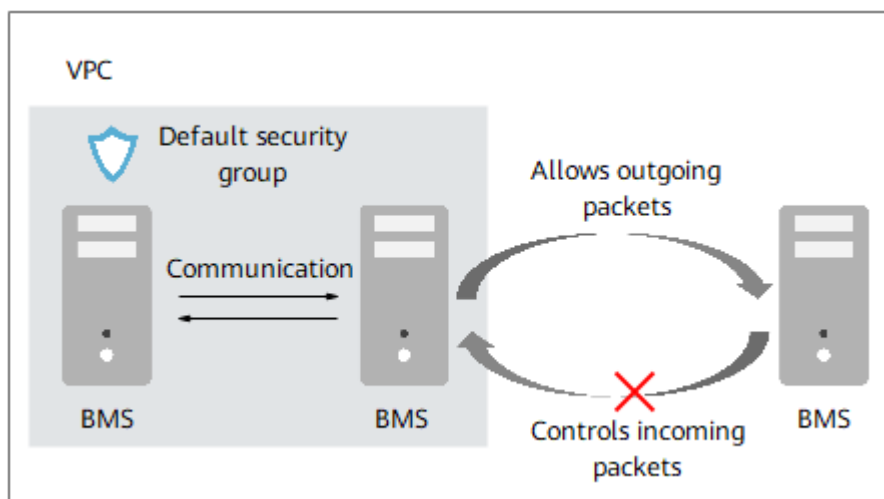 VPC
Default security
group
Allows outgoing
packets
Communication
BMS
BMS
BMS
Controls incoming
packets